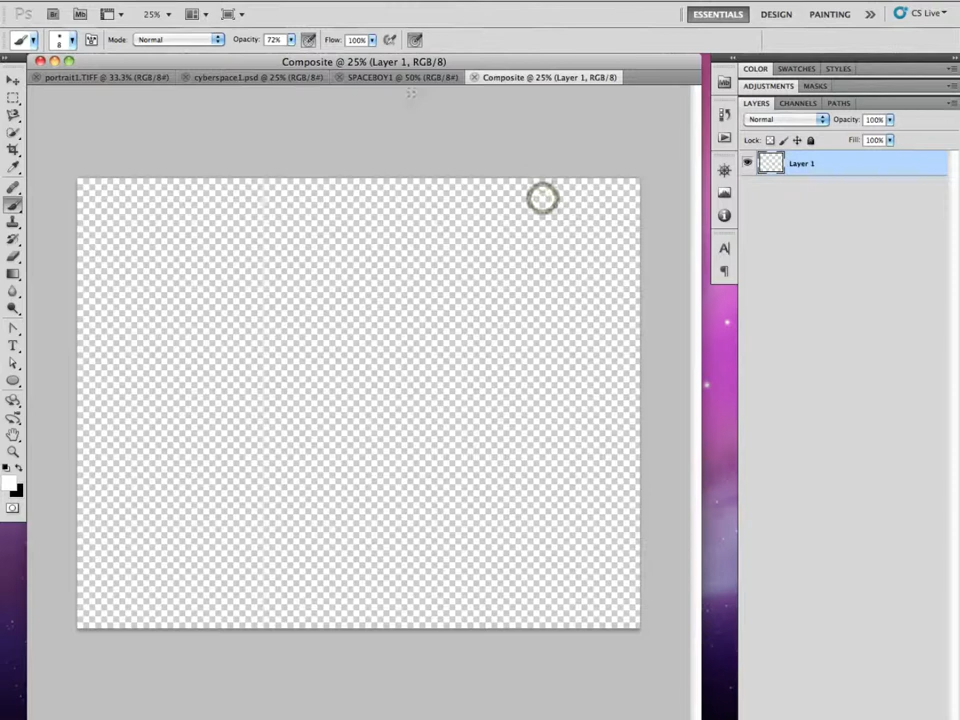 Ps Br Mb 25% ESSENTIALS DESIGN PAINTING >> CS Live
8 Mode: Normal Opacity: 72% Flow: 100%
Composite @ 25% (Layer 1, RGB/8)
portrait1.TIFF @ 33.3% (RGB/8#) cyberspace1.psd @ 25% (RGB/8#) SPACEBOY1 @ 50% (RGB/8#) Composite @ 25% (Layer 1, RGB/8)
COLOR SWATCHES STYLES
ADJUSTMENTS MASKS
LAYERS CHANNELS PATHS
Normal Opacity: 100%
Lock: Fill: 100%
Layer 1
A
T